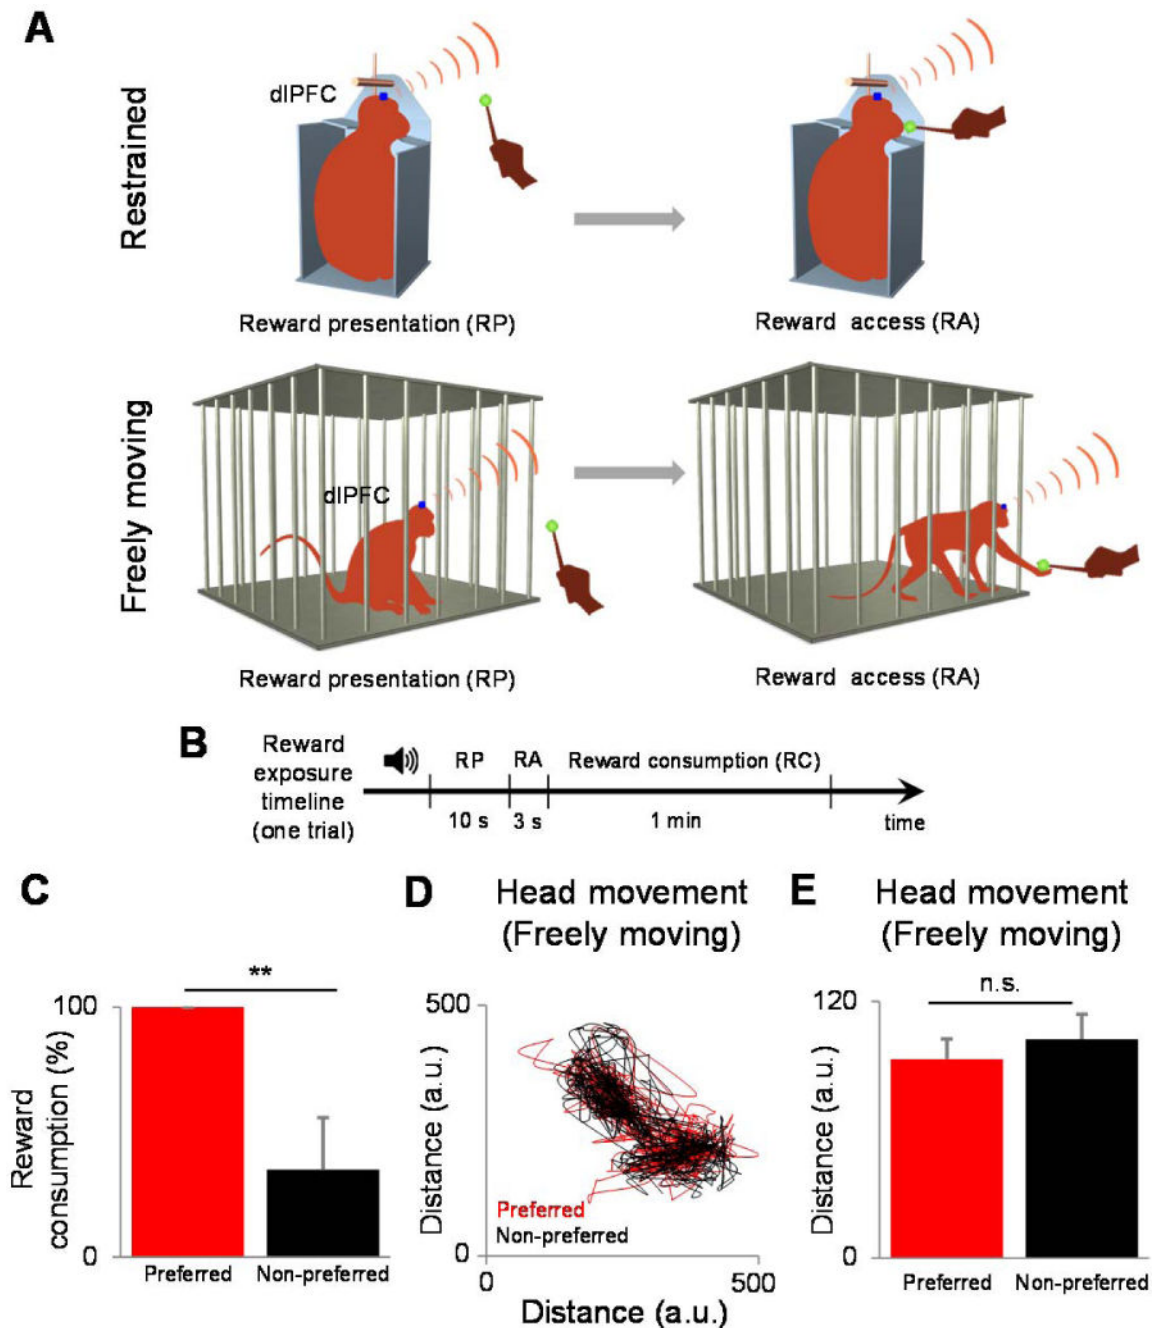 A
Restrained
dlPFC
Reward presentation (RP)
Reward access (RA)
Freely moving
dlPFC
Reward presentation (RP)
Reward access (RA)
B
Reward
exposure
timeline
(one trial)
RP
RA
Reward consumption (RC)
10 s
3 s
1 min
time
C
Reward
consumption (%)
100
0
**
Preferred
Non-preferred
D
Head movement
(Freely moving)
Distance (a.u.)
500
0
Preferred
Non-preferred
0
500
Distance (a.u.)
E
Head movement
(Freely moving)
Distance (a.u.)
120
0
n.s.
Preferred
Non-preferred